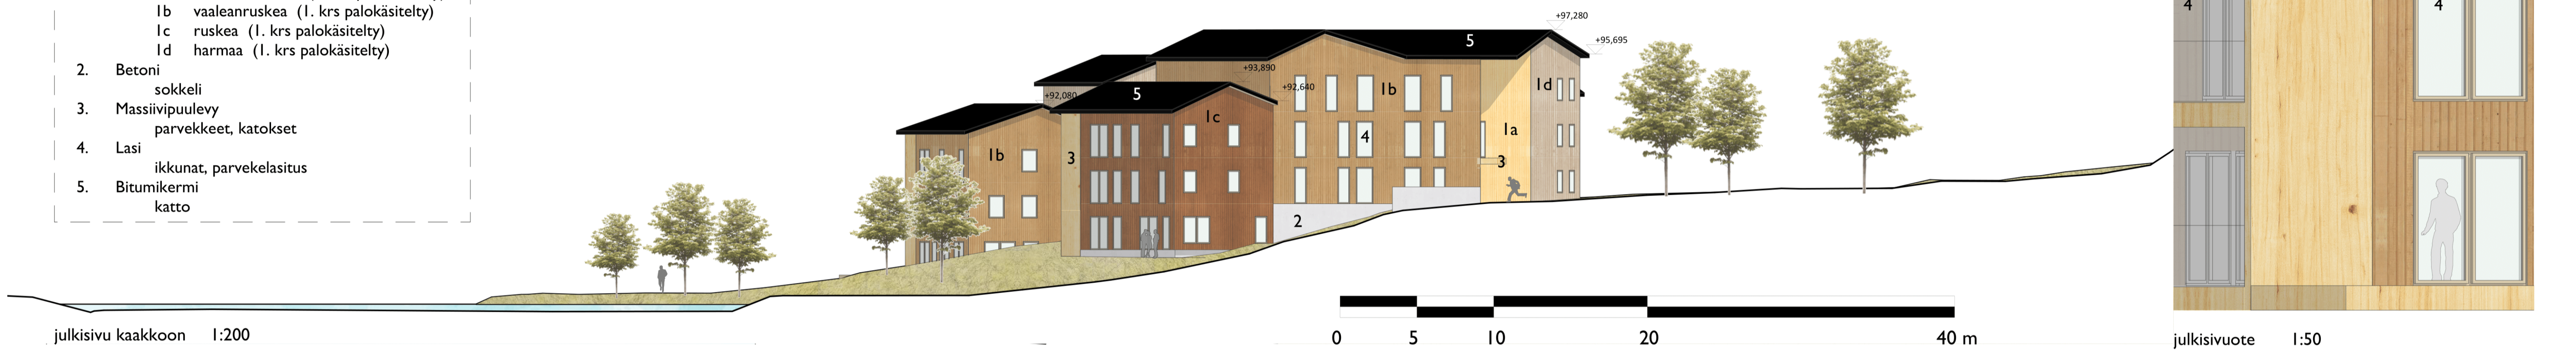 1b vaaleanruskea (1. krs palokäsitelty)
1c ruskea (1. krs palokäsitelty)
1d harmaa (1. krs palokäsitelty)
2. Betoni
sokkeli
3. Massiivipuulevy
parvekkeet, katokset
4. Lasi
ikkunat, parvekelasitus
5. Bitumikermi
katto
+97,280
+95,695
5
+93,890
+92,640
+92,080
5
1b
1d
1c
4
1a
1b
3
3
2
4
4
0 5 10 20 40 m
julkisivu kaakkoon 1:200
julkisivuote 1:50